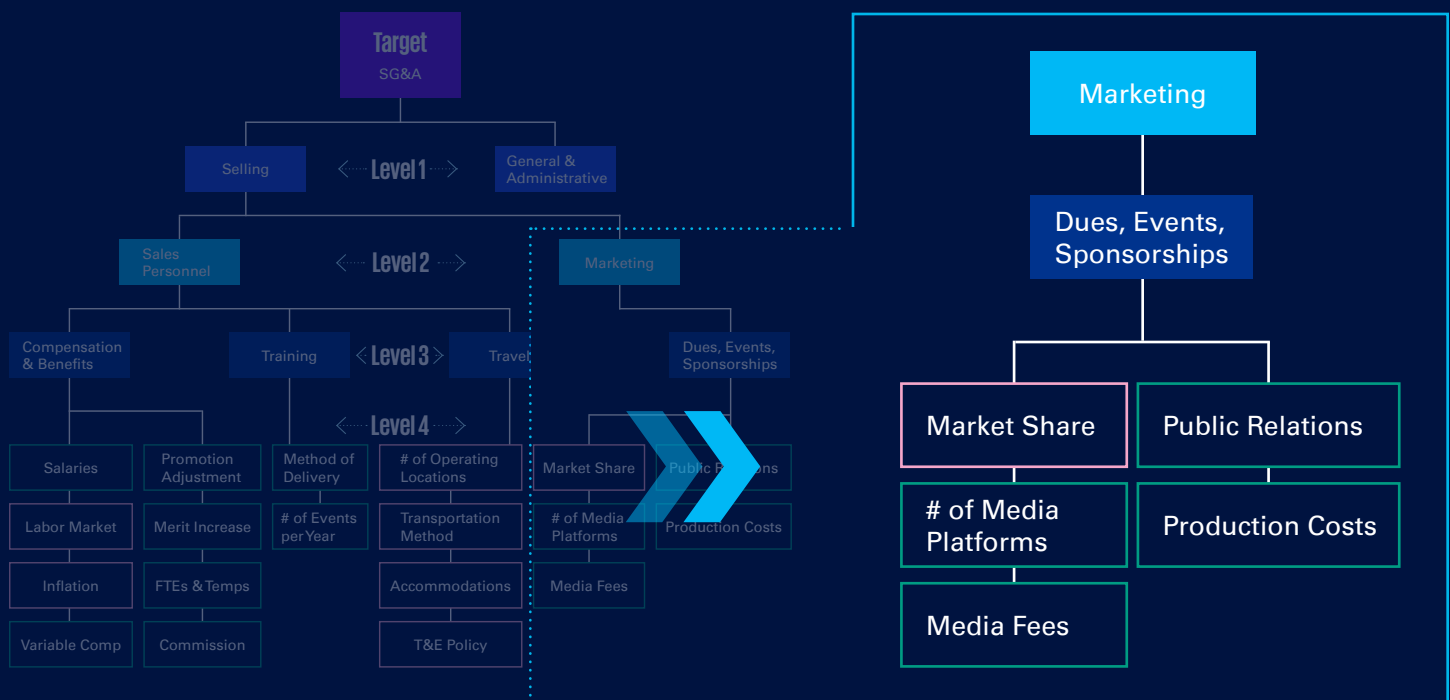 Target
SG&A
Selling
Level 1
General &
Administrative
Sales
Personnel
Level 2
Marketing
Compensation
& Benefits
Training
Level 3
Travel
Dues, Events,
Sponsorships
Level 4
Salaries
Promotion
Adjustment
Method of
Delivery
# of Operating
Locations
Market Share
Public Relations
Labor Market
Merit Increase
# of Events
per Year
Transportation
Method
# of Media
Platforms
Production Costs
Inflation
FTEs & Temps
Accommodations
Media Fees
Variable Comp
Commission
T&E Policy
Marketing
Dues, Events,
Sponsorships
Market Share
Public Relations
# of Media
Platforms
Production Costs
Media Fees